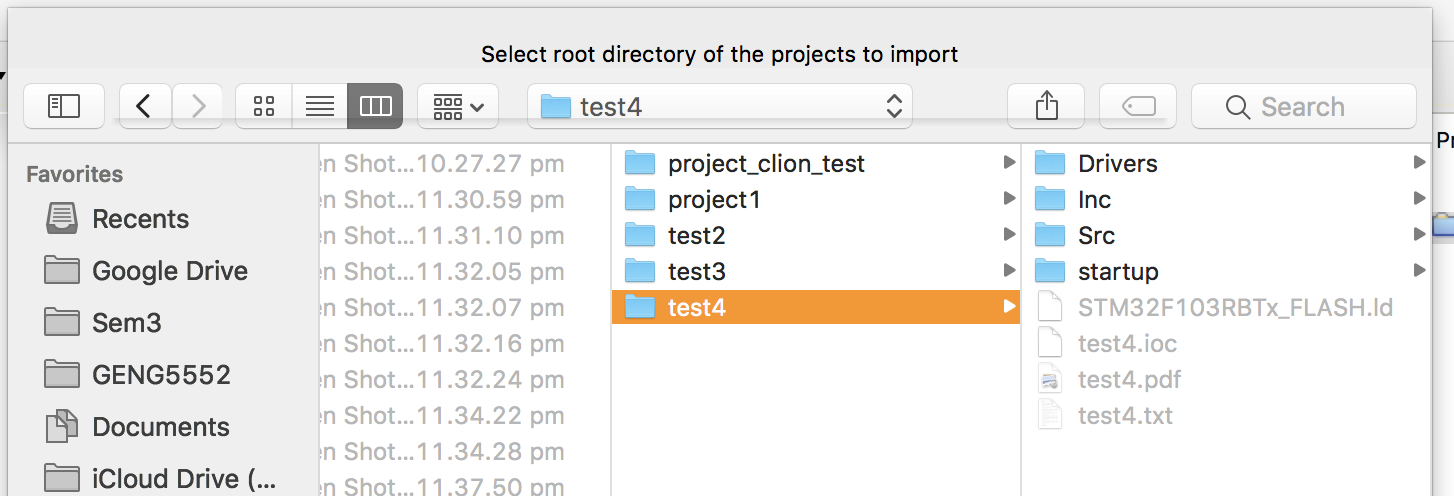 Select root directory of the projects to import
test4
Search
Favorites
Recents
Google Drive
Sem3
GENG5552
Documents
iCloud Drive (...
en Shot...10.27.27 pm
en Shot...11.30.59 pm
en Shot...11.31.10 pm
en Shot...11.32.05 pm
en Shot...11.32.07 pm
en Shot...11.32.16 pm
en Shot...11.32.24 pm
en Shot...11.34.22 pm
en Shot...11.34.28 pm
en Shot...11.37.50 pm
project_clion_test
project1
test2
test3
test4
Drivers
Inc
Src
startup
STM32F103RBTx_FLASH.ld
test4.ioc
test4.pdf
test4.txt